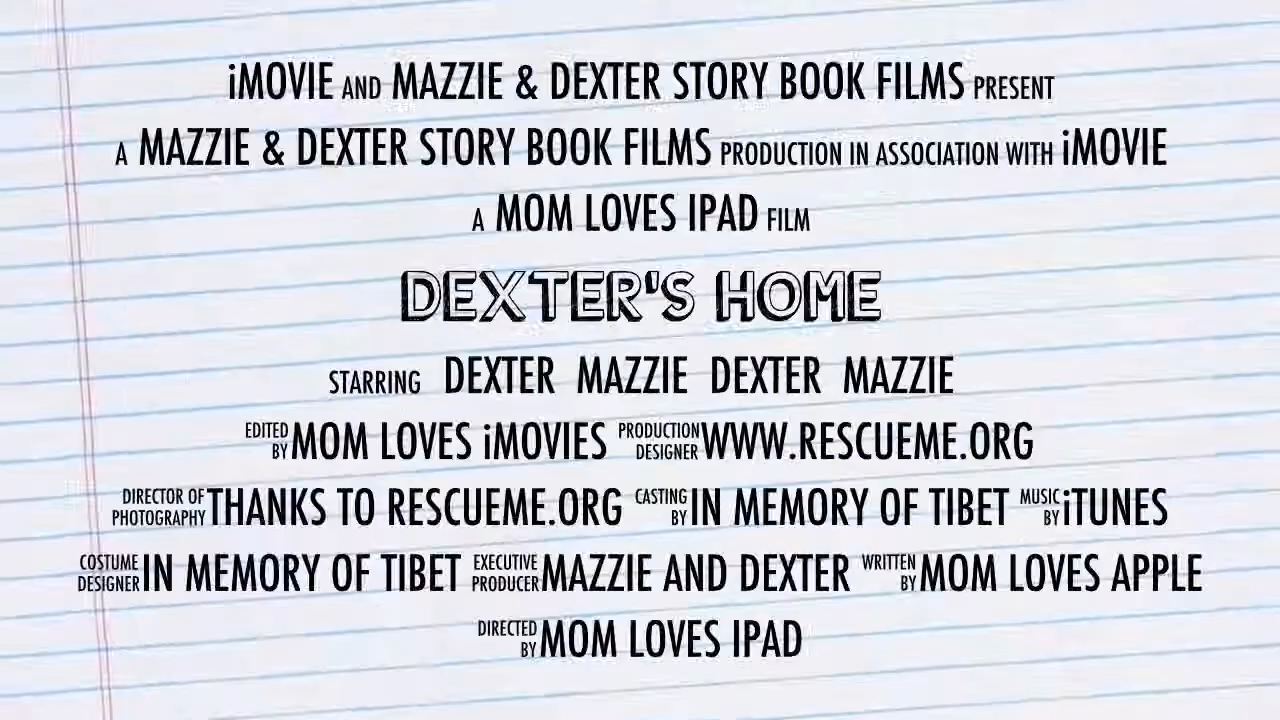 iMOVIE AND MAZZIE & DEXTER STORY BOOK FILMS PRESENT
A MAZZIE & DEXTER STORY BOOK FILMS PRODUCTION IN ASSOCIATION WITH iMOVIE
A MOM LOVES IPAD FILM
DEXTER'S HOME
STARRING DEXTER MAZZIE DEXTER MAZZIE
EDITED BY MOM LOVES iMOVIES PRODUCTION DESIGNER WWW.RESCUEME.ORG
DIRECTOR OF PHOTOGRAPHY THANKS TO RESCUEME.ORG CASTING BY IN MEMORY OF TIBET MUSIC BY iTUNES
COSTUME DESIGNER IN MEMORY OF TIBET EXECUTIVE PRODUCER MAZZIE AND DEXTER WRITTEN BY MOM LOVES APPLE
DIRECTED BY MOM LOVES IPAD